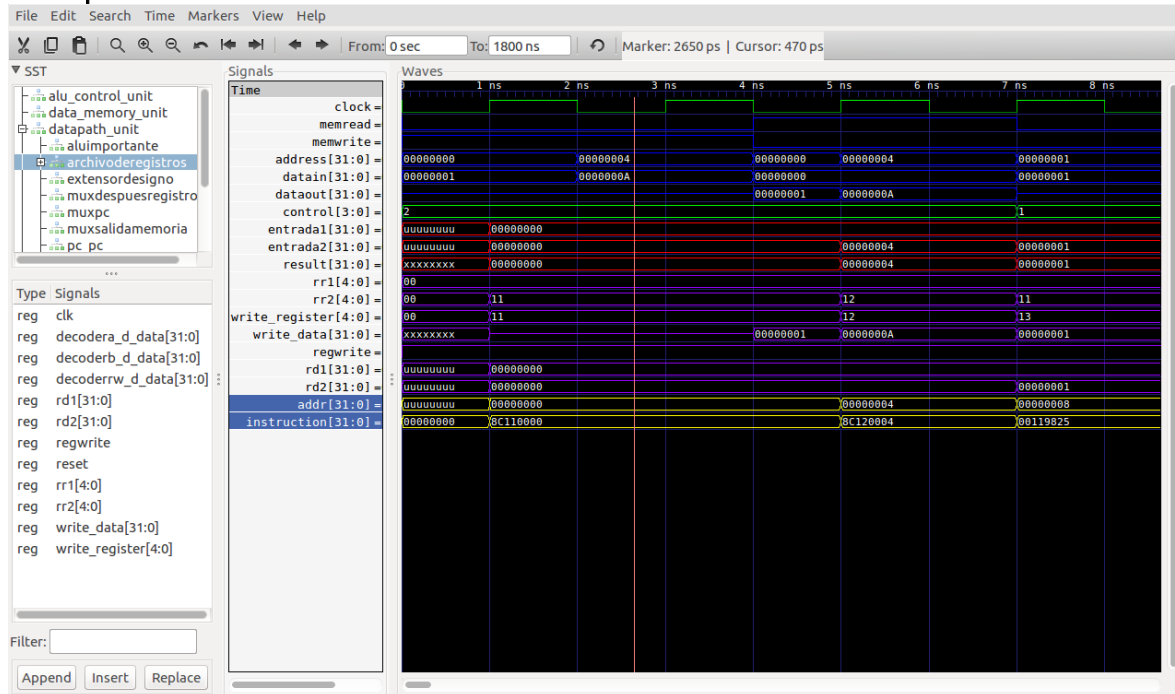 File Edit Search Time Markers View Help
From: 0 sec To: 1800 ns Marker: 2650 ps | Cursor: 470 ps
SST
alu_control_unit
data_memory_unit
datapath_unit
aluimportante
archivoderegistros
extensordesigno
muxdespuesregistro
muxpc
muxsalidamemoria
pc_pc
Type Signals
reg clk
reg decodera_d_data[31:0]
reg decoderb_d_data[31:0]
reg decoderrw_d_data[31:0]
reg rd1[31:0]
reg rd2[31:0]
reg regwrite
reg reset
reg rr1[4:0]
reg rr2[4:0]
reg write_data[31:0]
reg write_register[4:0]
Filter:
Append Insert Replace
Signals
Waves
Time
1 ns 2 ns 3 ns 4 ns 5 ns 6 ns 7 ns 8 ns
clock=
memread=
memwrite=
address[31:0]= 00000000 00000004 00000000 00000004 00000001
datain[31:0]= 00000001 0000000A 00000000 00000001
dataout[31:0]= 00000001 0000000A
control[3:0]= 2 1
entrada1[31:0]= uuuuuuuu 00000000
entrada2[31:0]= uuuuuuuu 00000000 00000004 00000001
result[31:0]= xxxxxxxx 00000000 00000004 00000001
rr1[4:0]= 00
rr2[4:0]= 00 11 12 11
write_register[4:0]= 00 11 12 13
write_data[31:0]= xxxxxxxx 00000001 0000000A 00000001
regwrite=
rd1[31:0]= uuuuuuuu 00000000
rd2[31:0]= uuuuuuuu 00000000 00000001
addr[31:0]= uuuuuuuu 00000000 00000004 00000008
instruction[31:0]= 00000000 8C110000 8C120004 00119825